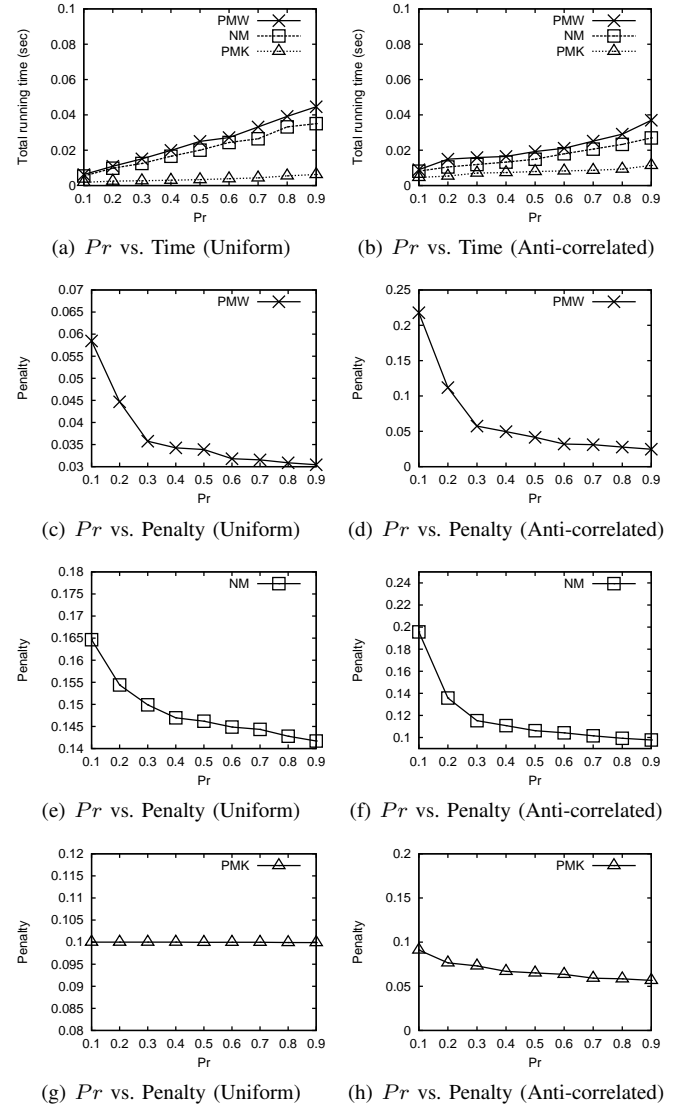 Total running time (sec)
0.1
0.08
0.06
0.04
0.02
0
PMW
NM
PMK
0.1 0.2 0.3 0.4 0.5 0.6 0.7 0.8 0.9
Pr
(a) Pr vs. Time (Uniform)
Total running time (sec)
0.1
0.08
0.06
0.04
0.02
0
PMW
NM
PMK
0.1 0.2 0.3 0.4 0.5 0.6 0.7 0.8 0.9
Pr
(b) Pr vs. Time (Anti-correlated)
Penalty
0.07
0.065
0.06
0.055
0.05
0.045
0.04
0.035
0.03
PMW
0.1 0.2 0.3 0.4 0.5 0.6 0.7 0.8 0.9
Pr
(c) Pr vs. Penalty (Uniform)
Penalty
0.25
0.2
0.15
0.1
0.05
0
PMW
0.1 0.2 0.3 0.4 0.5 0.6 0.7 0.8 0.9
Pr
(d) Pr vs. Penalty (Anti-correlated)
Penalty
0.18
0.175
0.17
0.165
0.16
0.155
0.15
0.145
0.14
NM
0.1 0.2 0.3 0.4 0.5 0.6 0.7 0.8 0.9
Pr
(e) Pr vs. Penalty (Uniform)
Penalty
0.24
0.22
0.2
0.18
0.16
0.14
0.12
0.1
NM
0.1 0.2 0.3 0.4 0.5 0.6 0.7 0.8 0.9
Pr
(f) Pr vs. Penalty (Anti-correlated)
Penalty
0.12
0.115
0.11
0.105
0.1
0.095
0.09
0.085
0.08
PMK
0.1 0.2 0.3 0.4 0.5 0.6 0.7 0.8 0.9
Pr
(g) Pr vs. Penalty (Uniform)
Penalty
0.2
0.15
0.1
0.05
0
PMK
0.1 0.2 0.3 0.4 0.5 0.6 0.7 0.8 0.9
Pr
(h) Pr vs. Penalty (Anti-correlated)